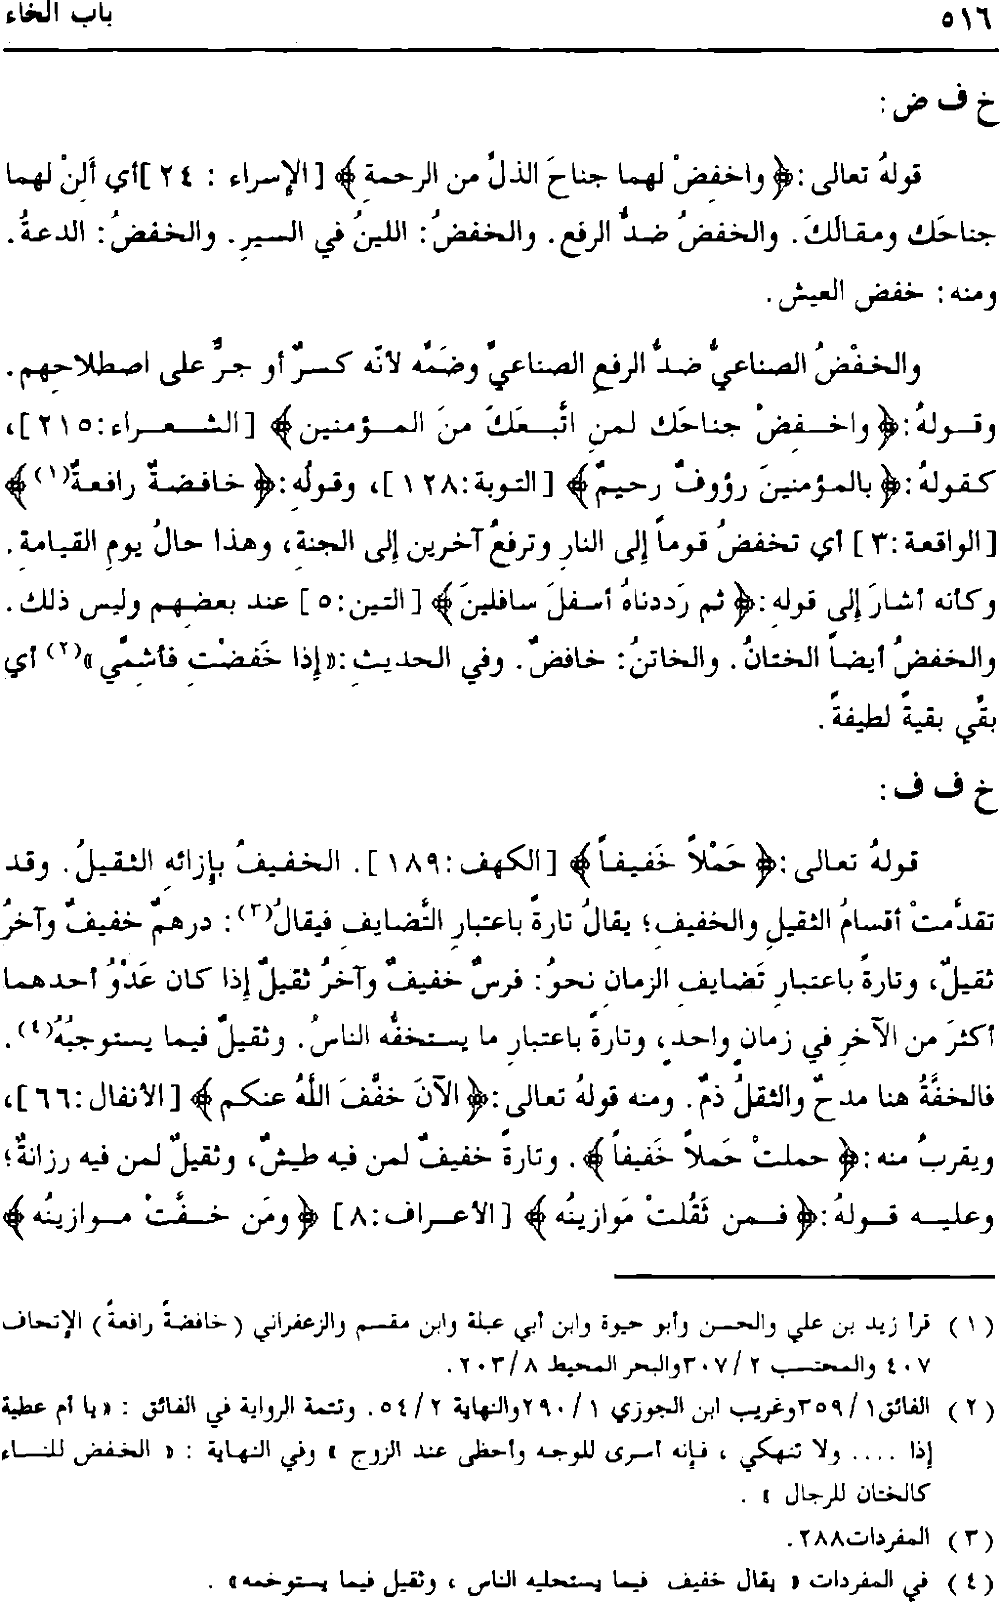 ٥١٦ باب الخاء
خ ف ض:
قولهُ تعالى: ﴿ واخفِضْ لهما جناحَ الذلِّ من الرحمةِ ﴾ [ الإسراء : ٢٤ ]أي أَلِنْ لهما
جناحَك ومقالَكَ. والخفضُ ضدُّ الرفع. والخفضُ: اللينُ في السيرِ. والخفضُ: الدعةُ.
ومنه: خفض العيش.
والخفْضُ الصناعيُّ ضدُّ الرفعِ الصناعيِّ وضَمَّه لأنّه كسرٌ أو جرٌّ على اصطلاحِهم.
وقولهُ: ﴿ واخفِضْ جناحَك لمنِ اتَّبعَكَ منَ المؤمنين ﴾ [ الشعراء:٢١٥ ]،
كقولهُ: ﴿ بالمؤمنينَ رؤوفٌ رحيمٌ ﴾ [ التوبة:١٢٨ ]، وقولُه: ﴿ خافضةٌ رافعةٌ(١) ﴾
[ الواقعة:٣ ] أي تخفضُ قوماً إلى النارِ وترفعُ آخرين إلى الجنةِ، وهذا حالُ يومِ القيامةِ.
وكأنه أشارَ إلى قولهِ: ﴿ ثم رَددناهُ أسفلَ سافلينَ ﴾ [ التين:٥ ] عند بعضِهم وليس ذلك.
والخفضُ أيضاً الختانُ. والخاتنُ: خافضٌ. وفي الحديثِ: «إذا خَفضْتِ فأشمِّي »(٢) أي
بقِّي بقيةً لطيفةً.
خ ف ف:
قولهُ تعالى: ﴿ حَمْلاً خَفيفاً ﴾ [ الكهف:١٨٩ ]. الخفيفُ بإزائهِ الثقيلُ. وقد
تقدَّمتْ أقسامُ الثقيلِ والخفيفِ؛ يقالُ تارةً باعتبارِ التَّضايفِ فيقالُ(٣): درهمٌ خفيفٌ وآخرُ
ثقيلٌ، وتارةً باعتبارِ تَضايفِ الزمانِ نحوُ: فرسٌ خفيفٌ وآخرُ ثقيلٌ إذا كان عَدْوُ أحدهما
أكثرَ من الآخرِ في زمانٍ واحدٍ، وتارةً باعتبارِ ما يستخفُّه الناسُ. وثقيلٌ فيما يستوجبُهُ(٤).
فالخفَّةُ هنا مدحٌ والثقلُ ذمٌ. ومنه قولهُ تعالى: ﴿ الآنَ خفَّفَ اللَّهُ عنكم ﴾ [ الأنفال:٦٦ ]،
ويقربُ منه: ﴿ حملتْ حَملاً خَفيفاً ﴾. وتارةً خفيفٌ لمن فيه طيشٌ، وثقيلٌ لمن فيه رزانةٌ؛
وعليه قولهُ: ﴿ فمن ثَقُلتْ مَوازينُه ﴾ [ الأعراف:٨ ] ﴿ ومَن خفَّتْ موازينُه ﴾
( ١ ) قرأ زيد بن علي والحسن وأبو حيوة وابن أبي عبلة وابن مقسم والزعفراني ( خافضةً رافعةً ) الإتحاف
٤٠٧ والمحتسب ٢ /٣٠٧والبحر المحيط ٨ /٢٠٣.
( ٢ ) الفائق١ /٣٥٩وغريب ابن الجوزي ١ /٢٩٠والنهاية ٢ /٥٤. وتتمة الرواية في الفائق : «يا أم عطية
إذا .... ولا تنهكي ، فإنه أسرى للوجه وأحظى عند الزوج » وفي النهاية : « الخفض للنساء
كالختان للرجال » .
( ٣ ) المفردات٢٨٨.
( ٤ ) في المفردات « يقال خفيف فيما يستحليه الناس ، وثقيل فيما يستوخمه» .